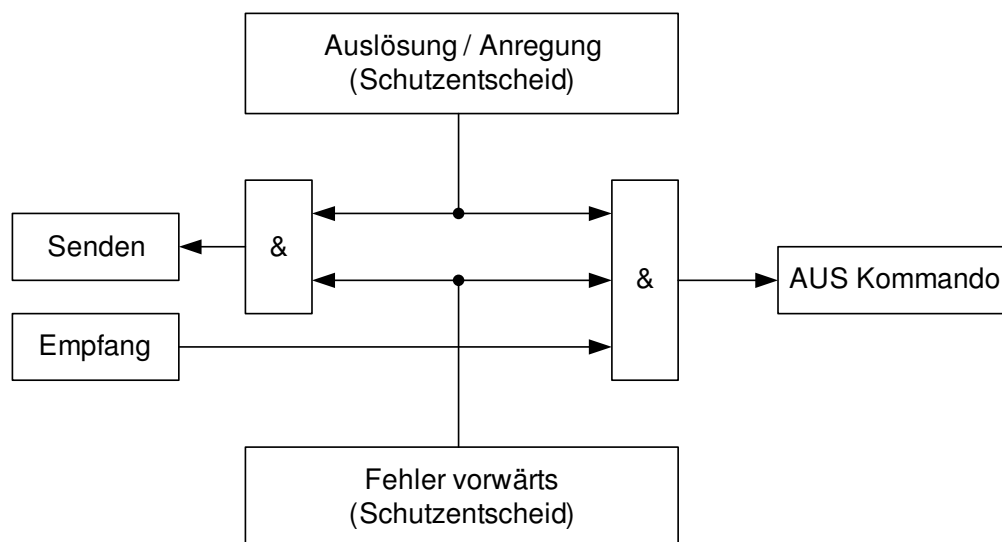 Auslösung / Anregung
(Schutzentscheid)
Senden
&
&
AUS Kommando
Empfang
Fehler vorwärts
(Schutzentscheid)